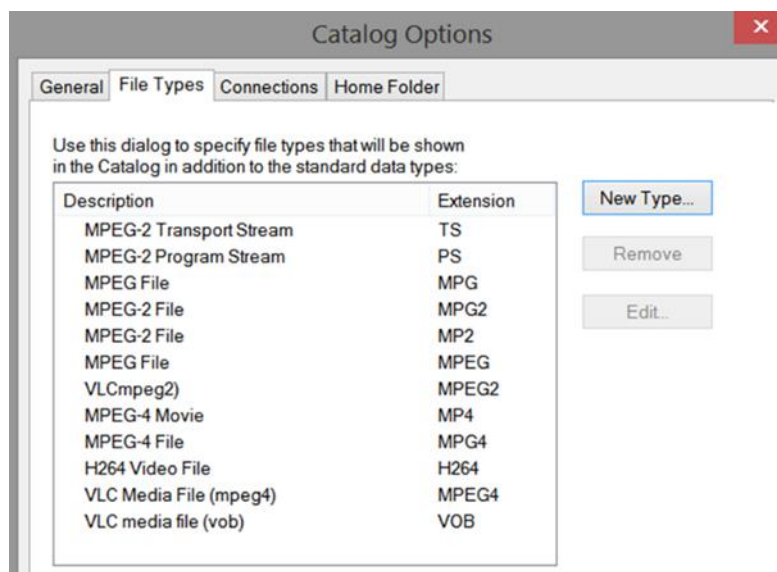 Catalog Options
General File Types Connections Home Folder
Use this dialog to specify file types that will be shown
in the Catalog in addition to the standard data types:
Description Extension New Type...
MPEG-2 Transport Stream TS
MPEG-2 Program Stream PS Remove
MPEG File MPG
MPEG-2 File MPG2 Edit...
MPEG-2 File MP2
MPEG File MPEG
VLCmpeg2) MPEG2
MPEG-4 Movie MP4
MPEG-4 File MPG4
H264 Video File H264
VLC Media File (mpeg4) MPEG4
VLC media file (vob) VOB